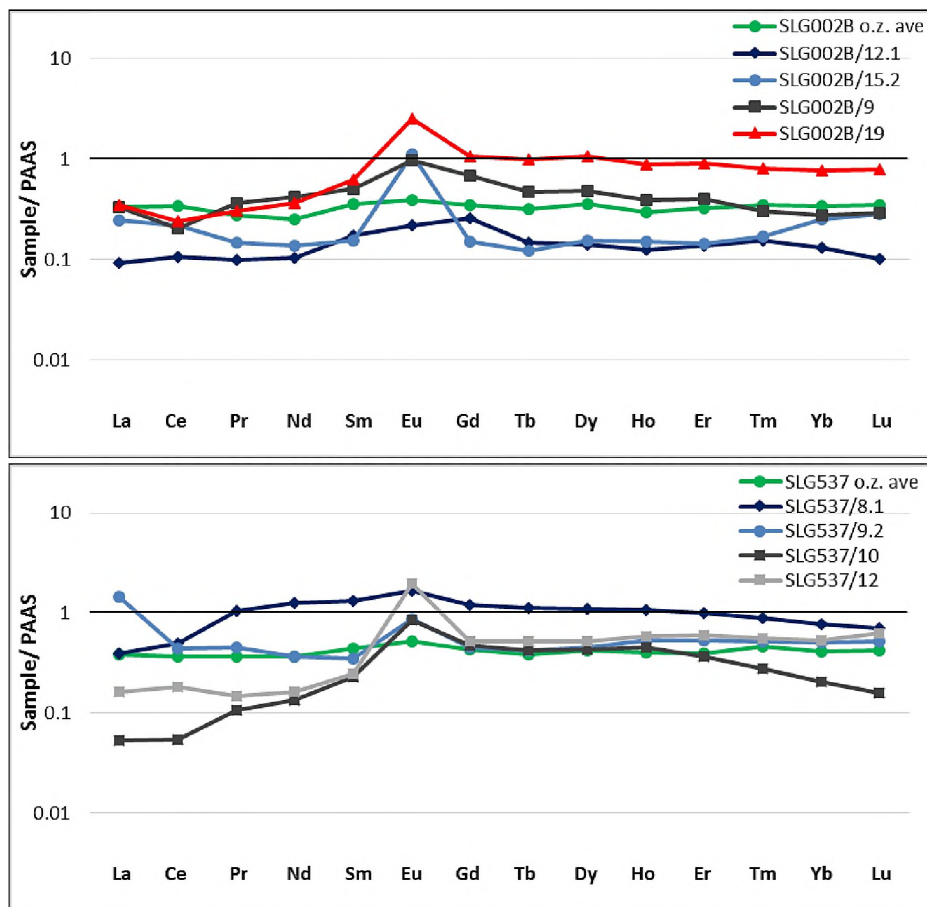 SLG002B o.z. ave
SLG002B/12.1
SLG002B/15.2
SLG002B/9
SLG002B/19
10
1
0.1
0.01
Sample/ PAAS
La Ce Pr Nd Sm Eu Gd Tb Dy Ho Er Tm Yb Lu
SLG537 o.z. ave
SLG537/8.1
SLG537/9.2
SLG537/10
SLG537/12
10
1
0.1
0.01
Sample/ PAAS
La Ce Pr Nd Sm Eu Gd Tb Dy Ho Er Tm Yb Lu